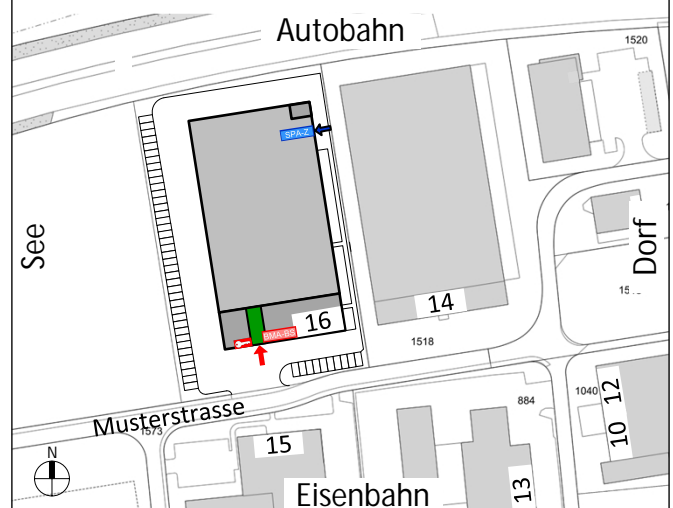 Autobahn
1520
SPA-Z
See
Dorf
14
16
BMA-BS
15..
1518
Musterstrasse
1573
884
1040
12
10
15
13
N
Eisenbahn